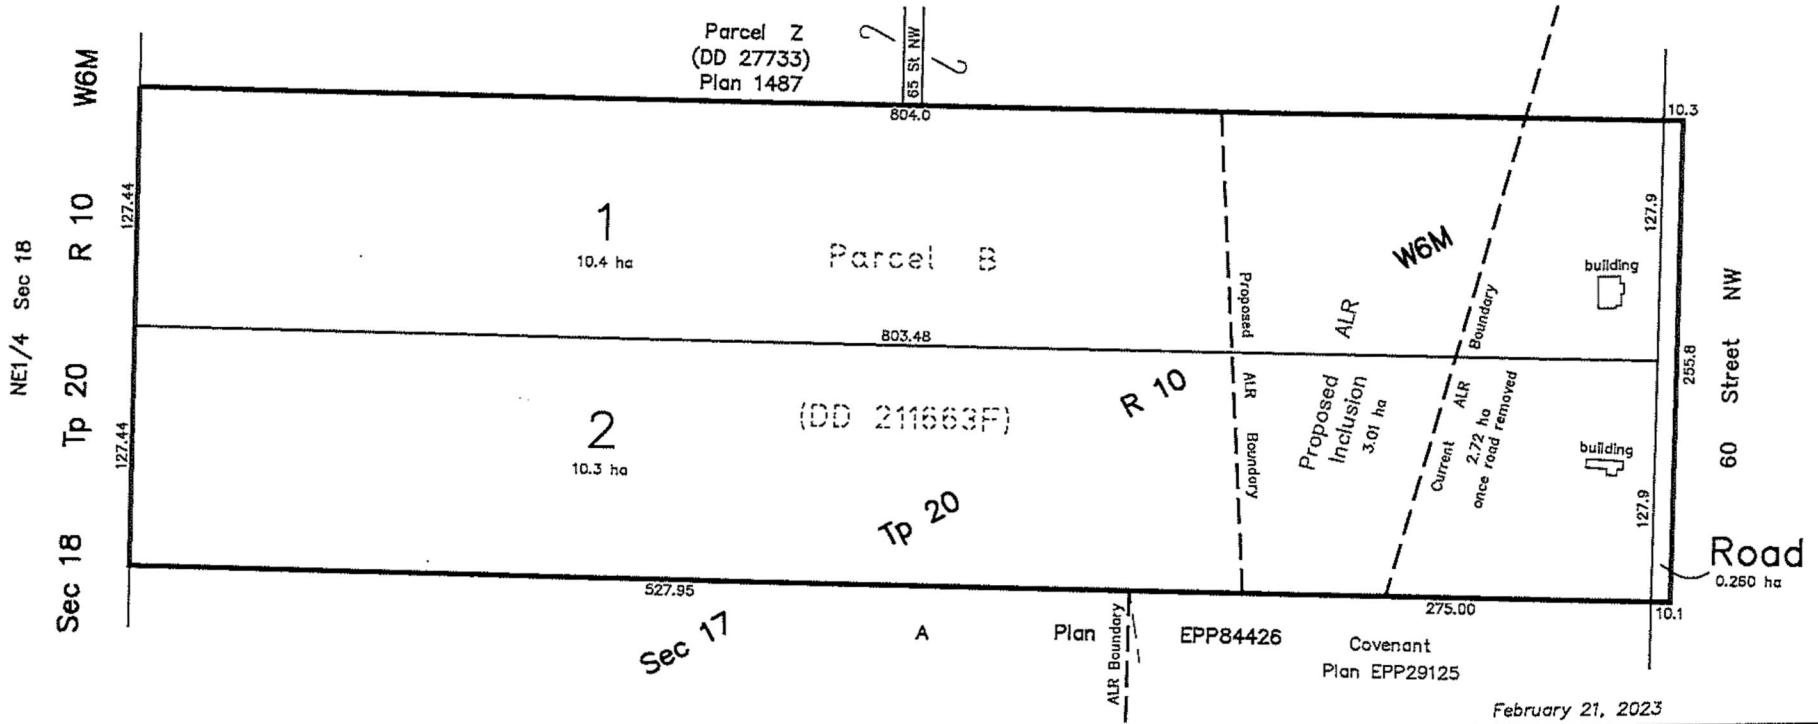 Parcel Z
(DD 27733)
Plan 1487
65 St NW
W6M
R 10
Tp 20
Sec 18
NE1/4 Sec 18
804.0
10.3
127.44
127.9
1
10.4 ha
Parcel B
W6M
building
Proposed
ALR
Boundary
ALR
Current
ALR
Boundary
NW
Street
60
803.48
255.8
127.44
2
10.3 ha
(DD 211663F)
R 10
Tp 20
Proposed
Inclusion
3.01 ha
2.72 ha
once road removed
building
127.9
Road
0.260 ha
527.95
275.00
10.1
Sec 17
A
Plan
EPP84426
ALR Boundary
Covenant
Plan EPP29125
February 21, 2023